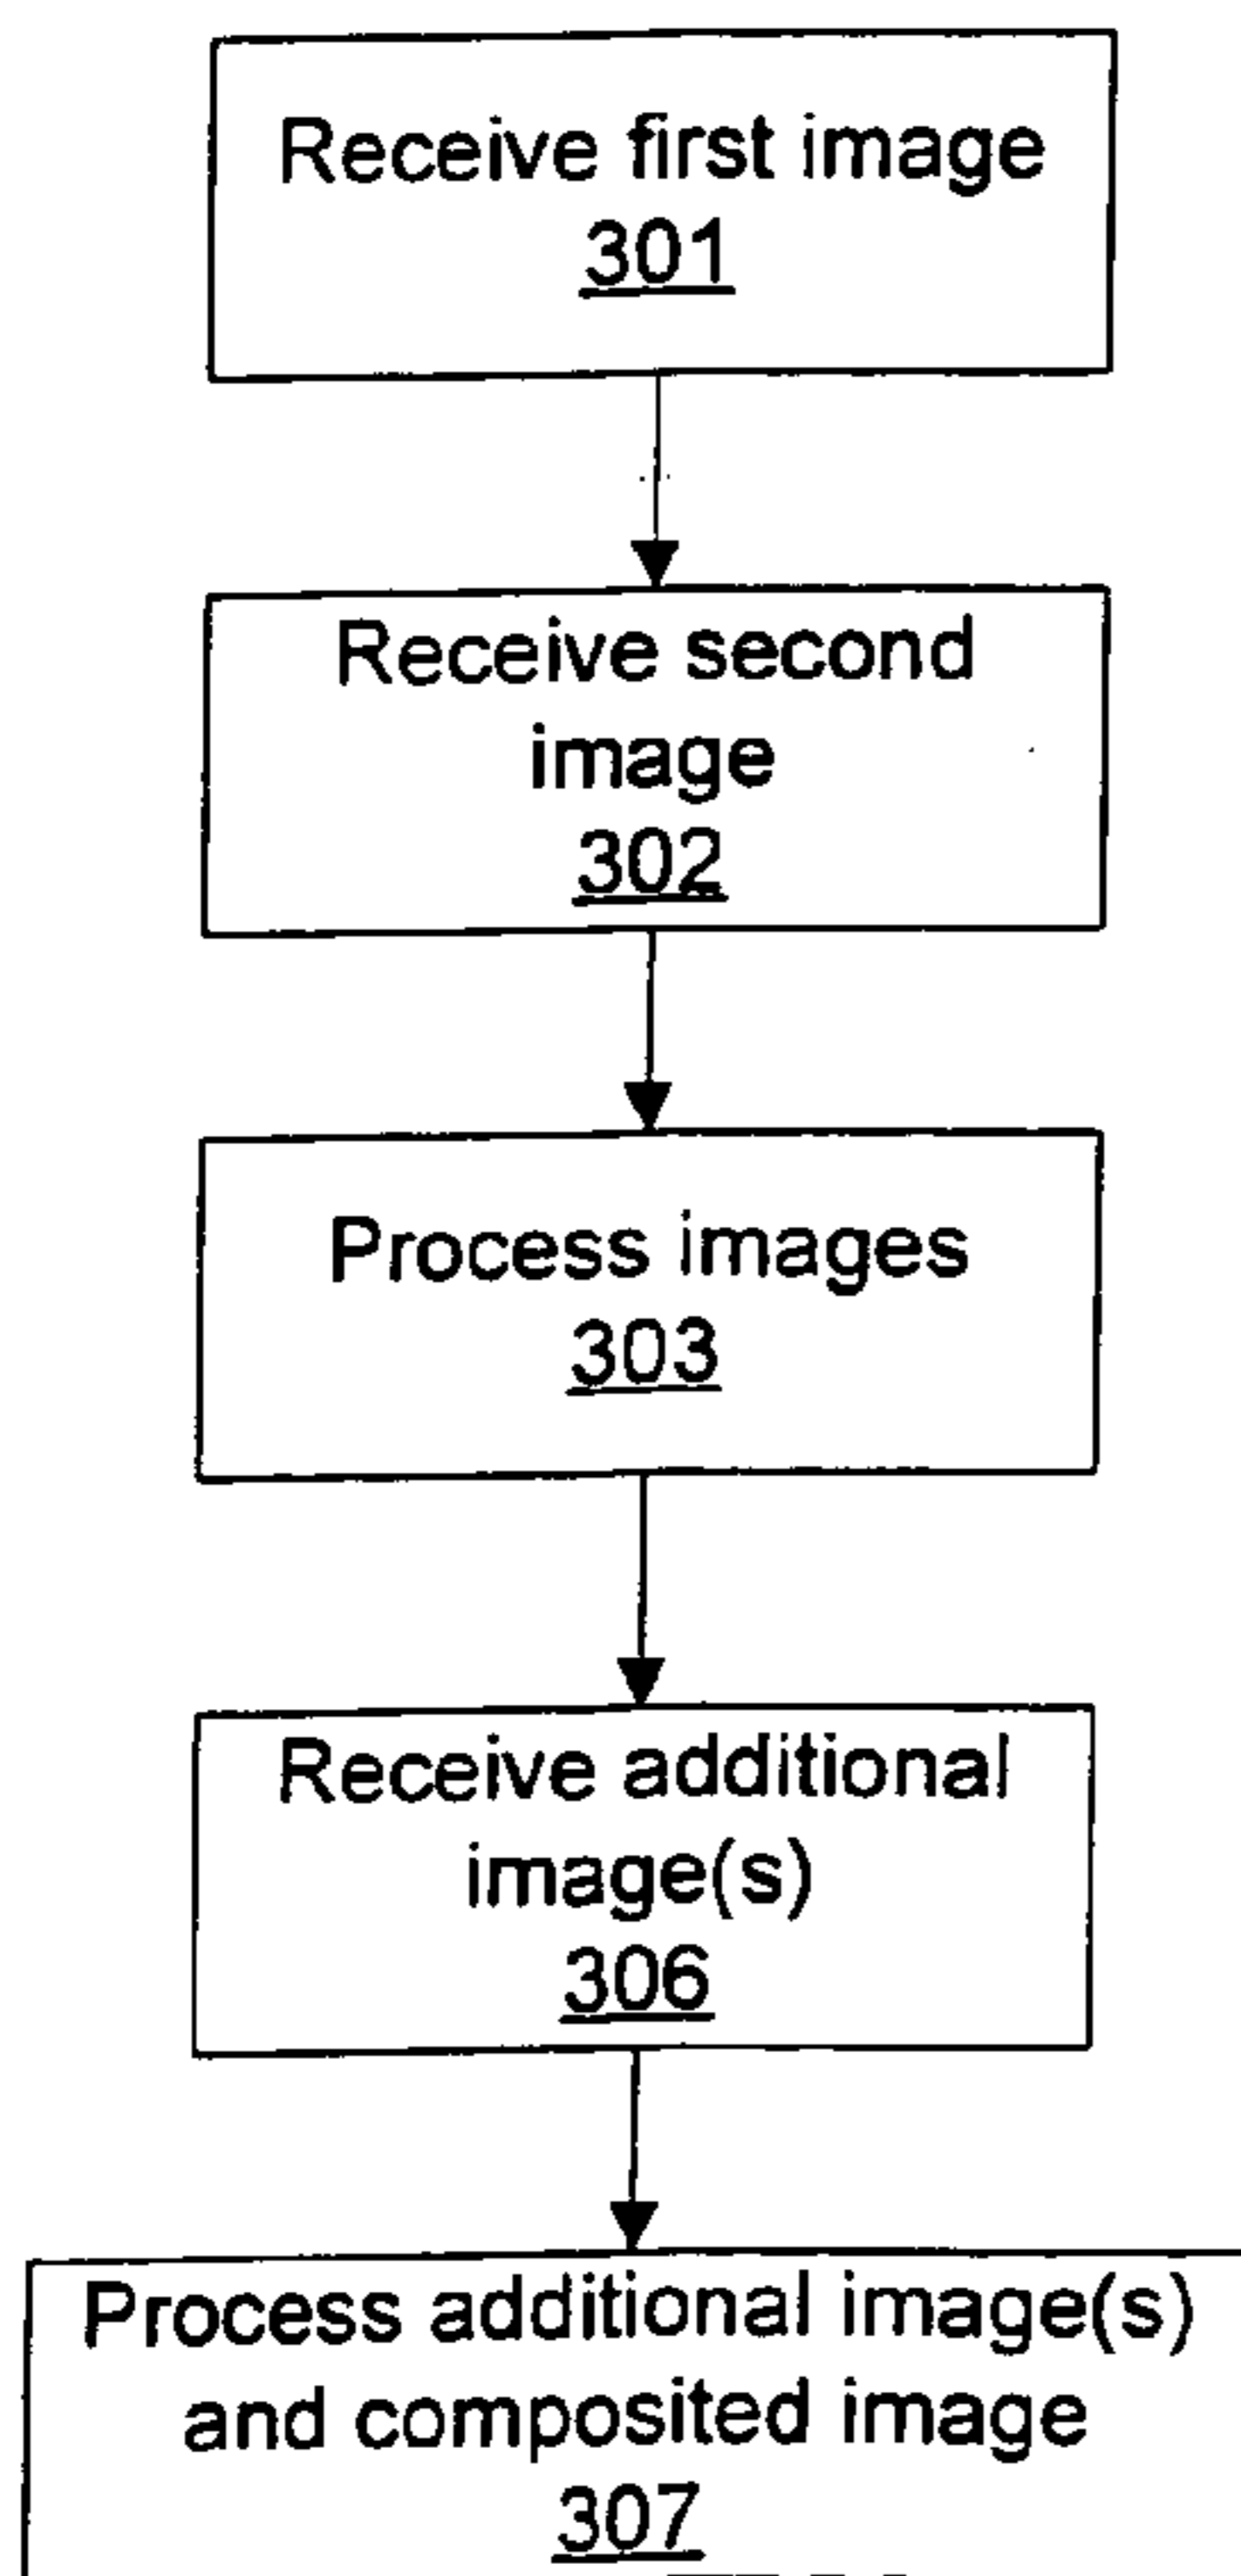 Receive first image
301
Receive second
image
302
Process images
303
Receive additional
image(s)
306
Process additional image(s)
and composited image
307